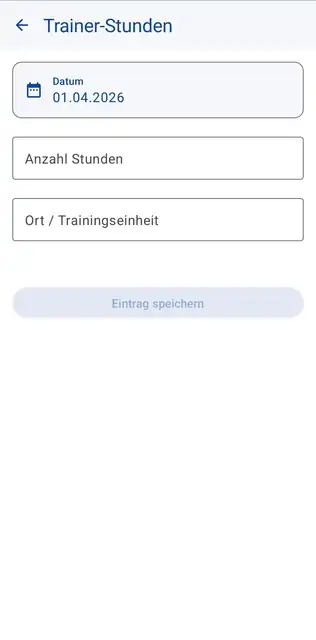 Trainer-Stunden
Datum
01.04.2026
Anzahl Stunden
Ort / Trainingseinheit
Eintrag speichern